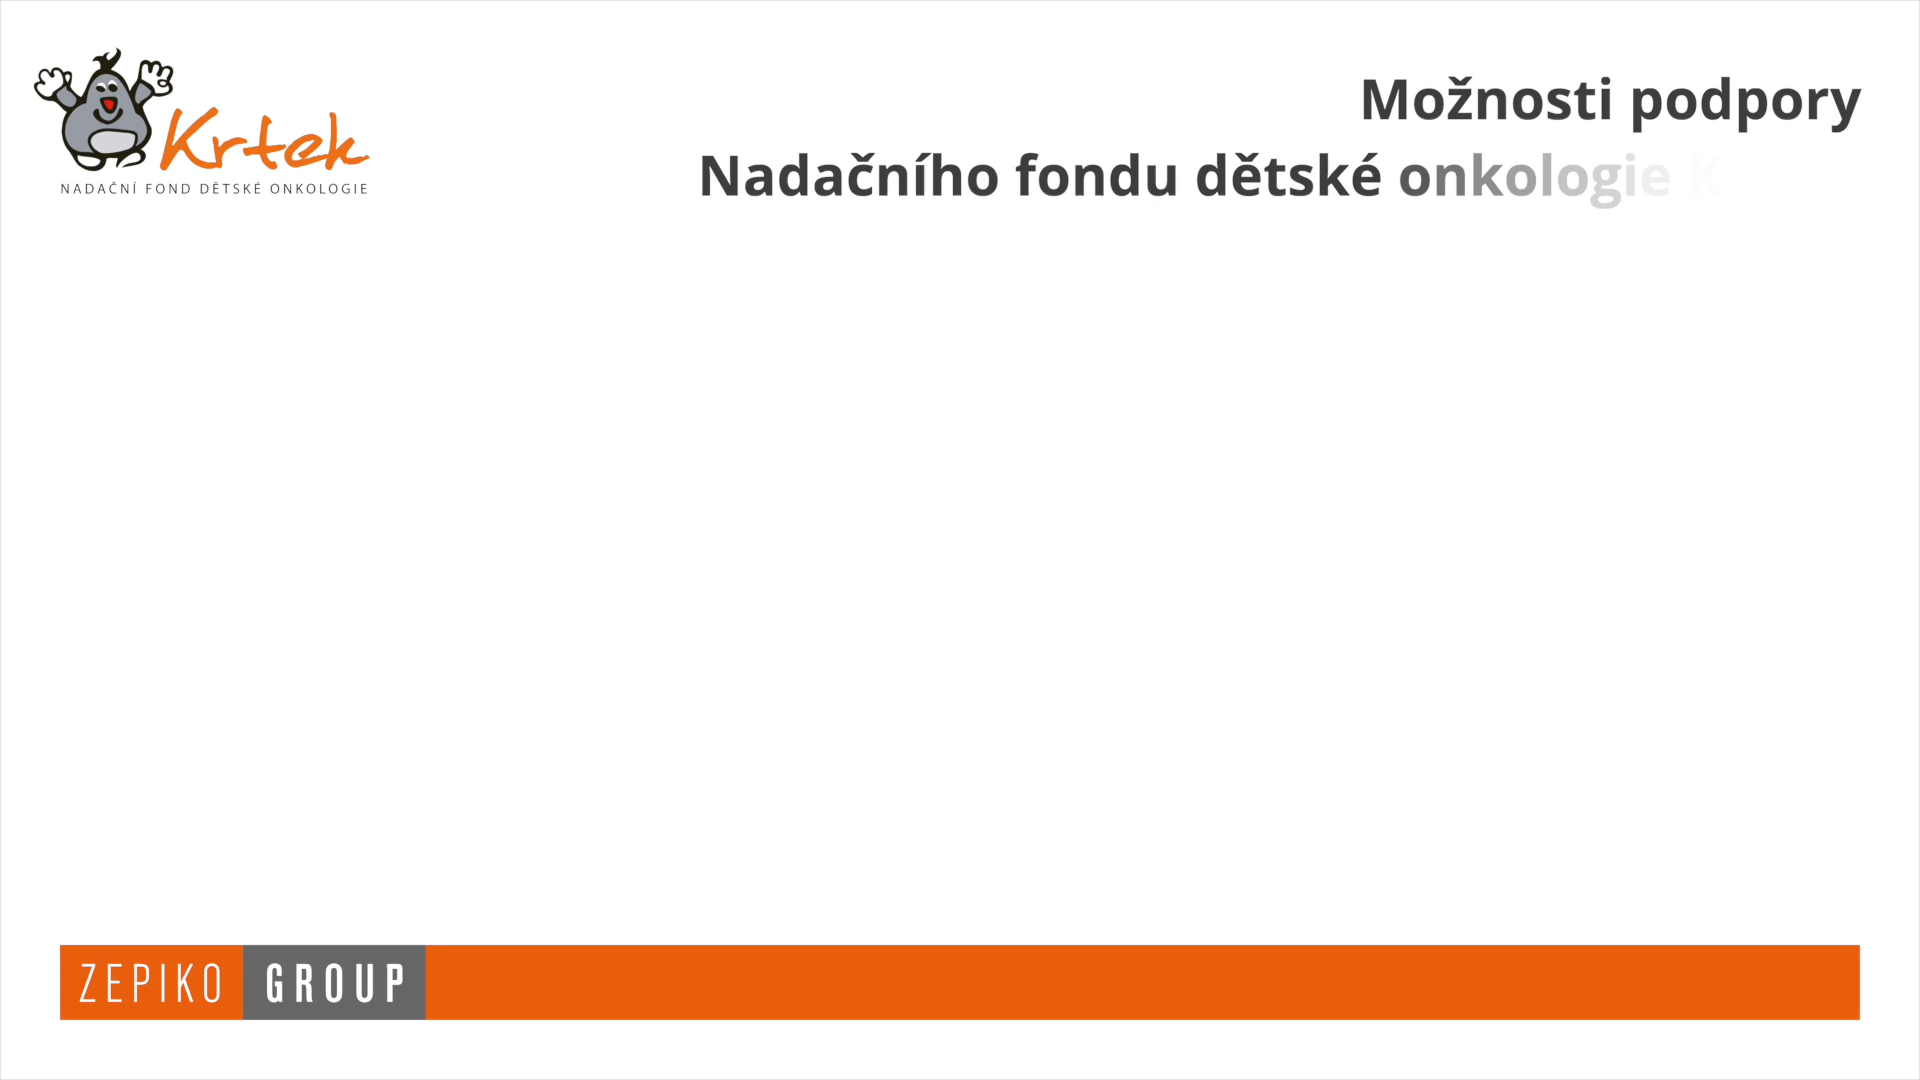 Krtek
NADAČNÍ FOND DĚTSKÉ ONKOLOGIE
Možnosti podpory
Nadačního fondu dětské onkologie K
ZEPIKO GROUP